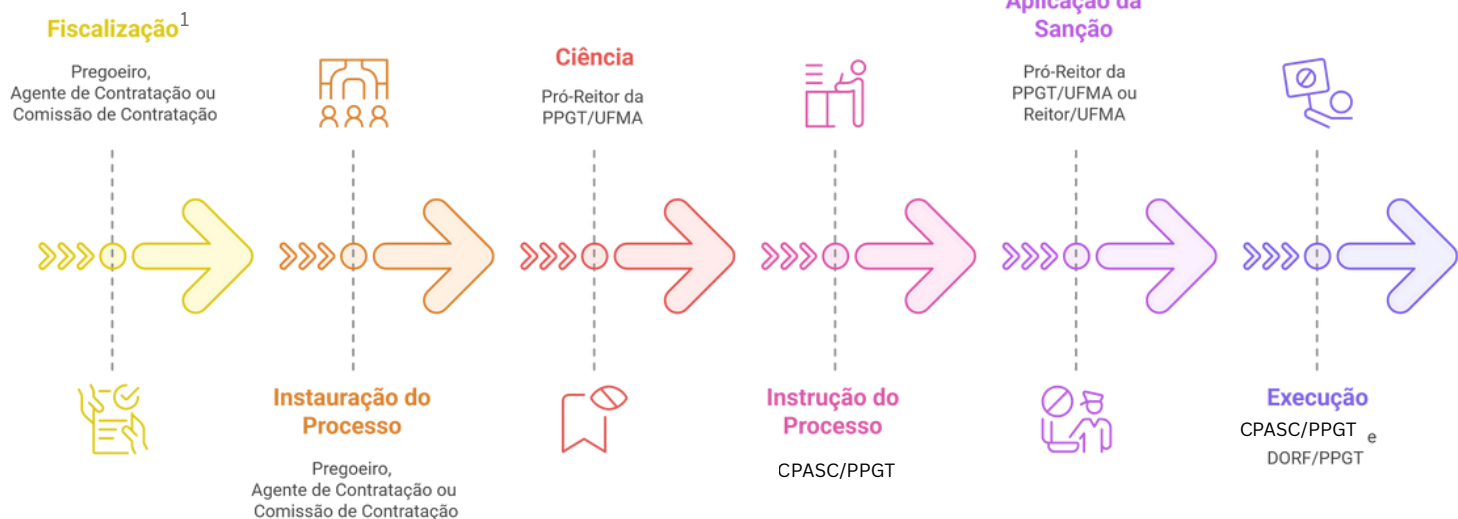 Fiscalização1
Pregoeiro,
Agente de Contratação ou
Comissão de Contratação
Instauração do
Processo
Pregoeiro,
Agente de Contratação ou
Comissão de Contratação
Ciência
Pró-Reitor da
PPGT/UFMA
Instrução do
Processo
CPASC/PPGT
Aplicação da
Sanção
Pró-Reitor da
PPGT/UFMA ou
Reitor/UFMA
Execução
CPASC/PPGT e
DORF/PPGT